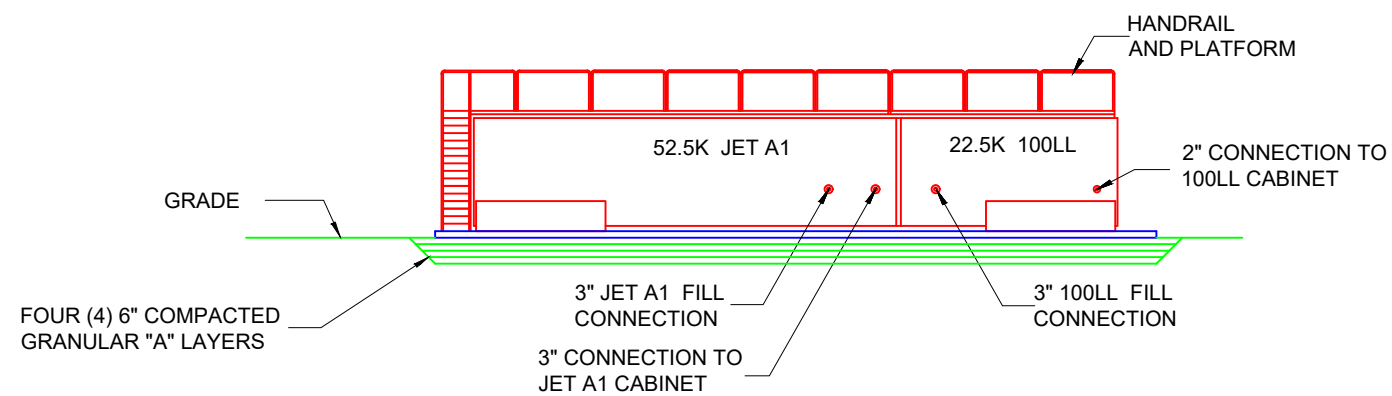 HANDRAIL
AND PLATFORM
52.5K JET A1
22.5K 100LL
2" CONNECTION TO
100LL CABINET
GRADE
3" JET A1 FILL
CONNECTION
3" 100LL FILL
CONNECTION
FOUR (4) 6" COMPACTED
GRANULAR "A" LAYERS
3" CONNECTION TO
JET A1 CABINET